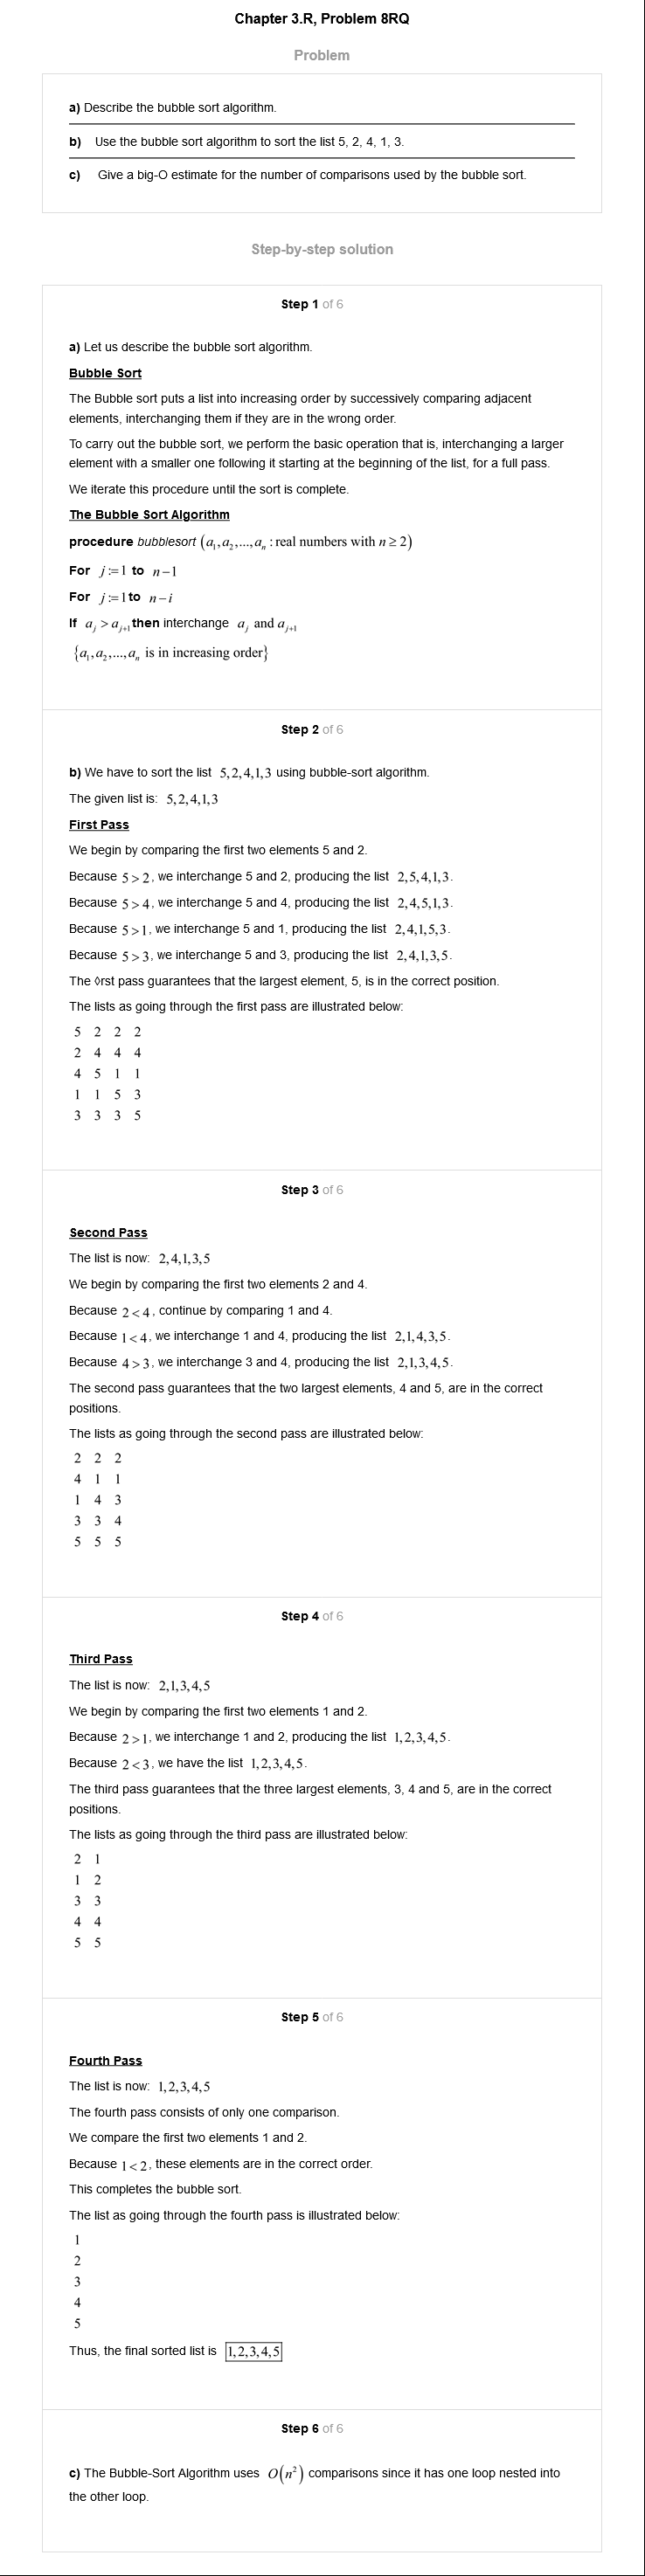 Chapter 3.R, Problem 8RQ
Problem
a) Describe the bubble sort algorithm.
b) Use the bubble sort algorithm to sort the list 5, 2, 4, 1, 3.
c) Give a big-O estimate for the number of comparisons used by the bubble sort.
Step-by-step solution
Step 1 of 6
a) Let us describe the bubble sort algorithm.
Bubble Sort
The Bubble sort puts a list into increasing order by successively comparing adjacent
elements, interchanging them if they are in the wrong order.
To carry out the bubble sort, we perform the basic operation that is, interchanging a larger
element with a smaller one following it starting at the beginning of the list, for a full pass.
We iterate this procedure until the sort is complete.
The Bubble Sort Algorithm
procedure bubblesort (a₁,a₂,...,aₙ : real numbers with n ≥ 2)
For j:=1 to n−1
For j:=1 to n−i
If aⱼ > aⱼ₊₁ then interchange aⱼ and aⱼ₊₁
{a₁,a₂,...,aₙ is in increasing order}
Step 2 of 6
b) We have to sort the list 5,2,4,1,3 using bubble-sort algorithm.
The given list is: 5,2,4,1,3
First Pass
We begin by comparing the first two elements 5 and 2.
Because 5>2, we interchange 5 and 2, producing the list 2,5,4,1,3.
Because 5>4, we interchange 5 and 4, producing the list 2,4,5,1,3.
Because 5>1, we interchange 5 and 1, producing the list 2,4,1,5,3.
Because 5>3, we interchange 5 and 3, producing the list 2,4,1,3,5.
The ◊rst pass guarantees that the largest element, 5, is in the correct position.
The lists as going through the first pass are illustrated below:
5 2 2 2
2 4 4 4
4 5 1 1
1 1 5 3
3 3 3 5
Step 3 of 6
Second Pass
The list is now: 2,4,1,3,5
We begin by comparing the first two elements 2 and 4.
Because 2<4, continue by comparing 1 and 4.
Because 1<4, we interchange 1 and 4, producing the list 2,1,4,3,5.
Because 4>3, we interchange 3 and 4, producing the list 2,1,3,4,5.
The second pass guarantees that the two largest elements, 4 and 5, are in the correct
positions.
The lists as going through the second pass are illustrated below:
2 2 2
4 1 1
1 4 3
3 3 4
5 5 5
Step 4 of 6
Third Pass
The list is now: 2,1,3,4,5
We begin by comparing the first two elements 1 and 2.
Because 2>1, we interchange 1 and 2, producing the list 1,2,3,4,5.
Because 2<3, we have the list 1,2,3,4,5.
The third pass guarantees that the three largest elements, 3, 4 and 5, are in the correct
positions.
The lists as going through the third pass are illustrated below:
2 1
1 2
3 3
4 4
5 5
Step 5 of 6
Fourth Pass
The list is now: 1,2,3,4,5
The fourth pass consists of only one comparison.
We compare the first two elements 1 and 2.
Because 1<2, these elements are in the correct order.
This completes the bubble sort.
The list as going through the fourth pass is illustrated below:
1
2
3
4
5
Thus, the final sorted list is 1,2,3,4,5
Step 6 of 6
c) The Bubble-Sort Algorithm uses O(n²) comparisons since it has one loop nested into
the other loop.